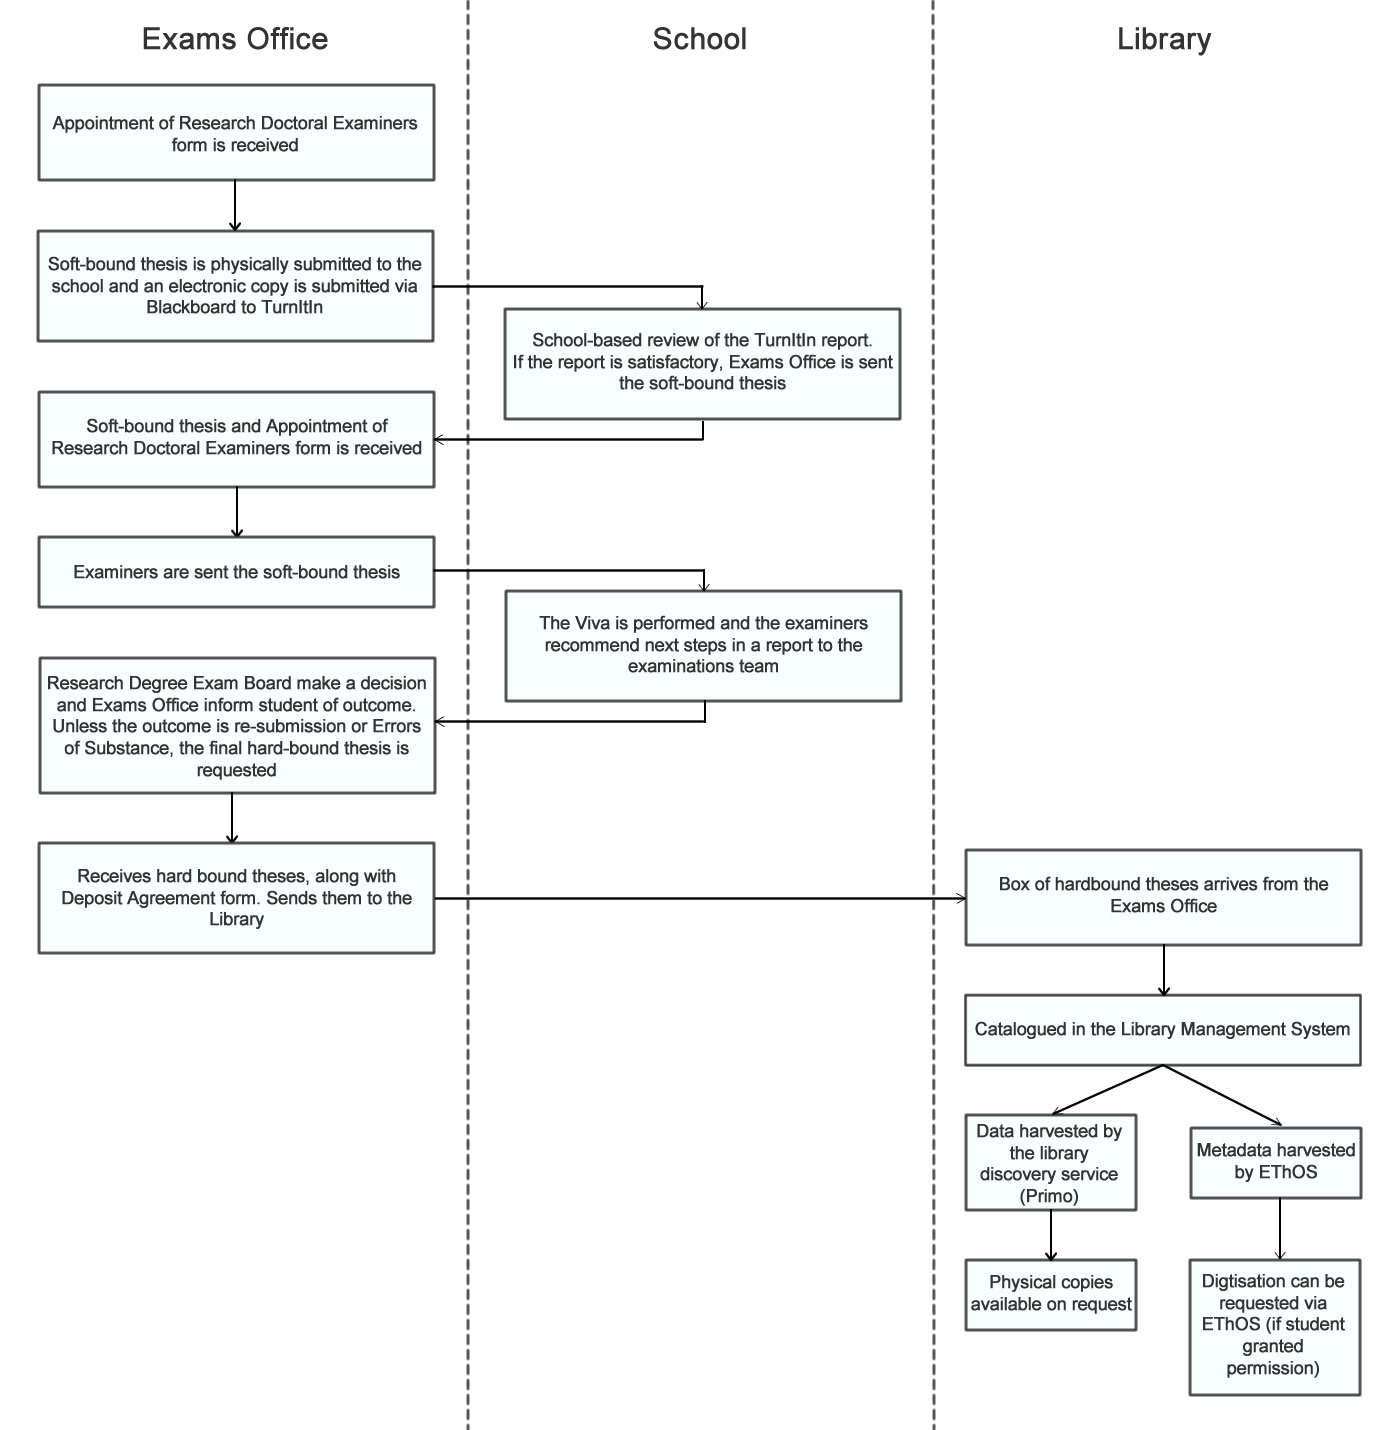 Exams Office
School
Library
Appointment of Research Doctoral Examiners
form is received
Soft-bound thesis is physically submitted to the
school and an electronic copy is submitted via
Blackboard to TurnItIn
School-based review of the TurnItIn report.
If the report is satisfactory, Exams Office is sent
the soft-bound thesis
Soft-bound thesis and Appointment of
Research Doctoral Examiners form is received
Examiners are sent the soft-bound thesis
The Viva is performed and the examiners
recommend next steps in a report to the
examinations team
Research Degree Exam Board make a decision
and Exams Office inform student of outcome.
Unless the outcome is re-submission or Errors
of Substance, the final hard-bound thesis is
requested
Receives hard bound theses, along with
Deposit Agreement form. Sends them to the
Library
Box of hardbound theses arrives from the
Exams Office
Catalogued in the Library Management System
Data harvested by
the library
discovery service
(Primo)
Metadata harvested
by EThOS
Physical copies
available on request
Digtisation can be
requested via
EThOS (if student
granted
permission)